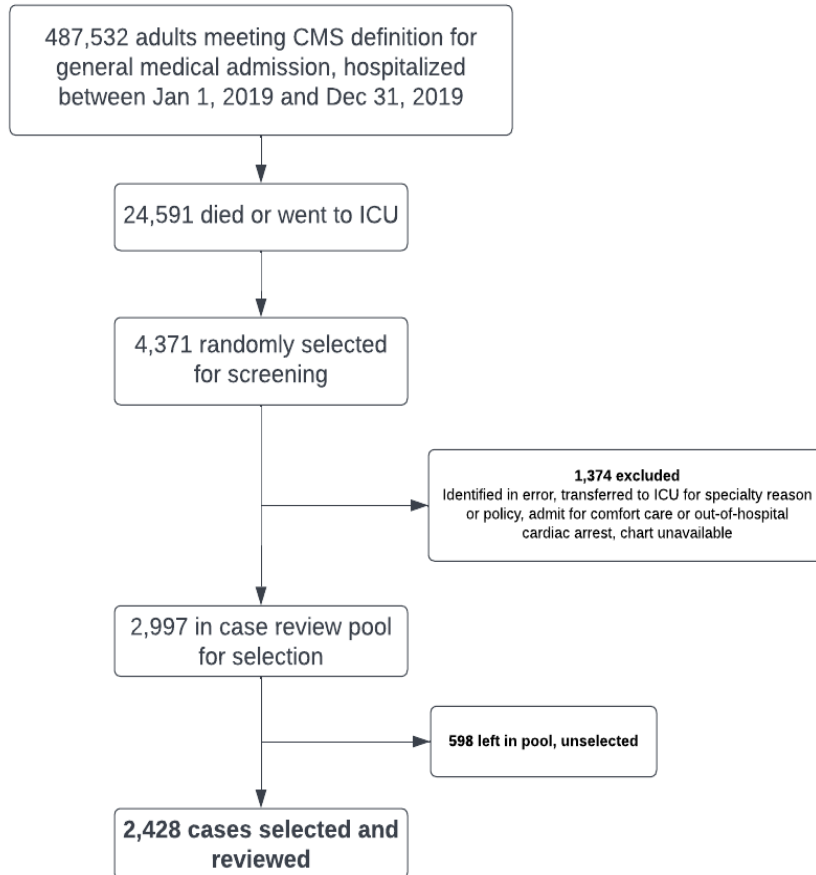 487,532 adults meeting CMS definition for
general medical admission, hospitalized
between Jan 1, 2019 and Dec 31, 2019
24,591 died or went to ICU
4,371 randomly selected
for screening
1,374 excluded
Identified in error, transferred to ICU for specialty reason
or policy, admit for comfort care or out-of-hospital
cardiac arrest, chart unavailable
2,997 in case review pool
for selection
598 left in pool, unselected
2,428 cases selected and
reviewed